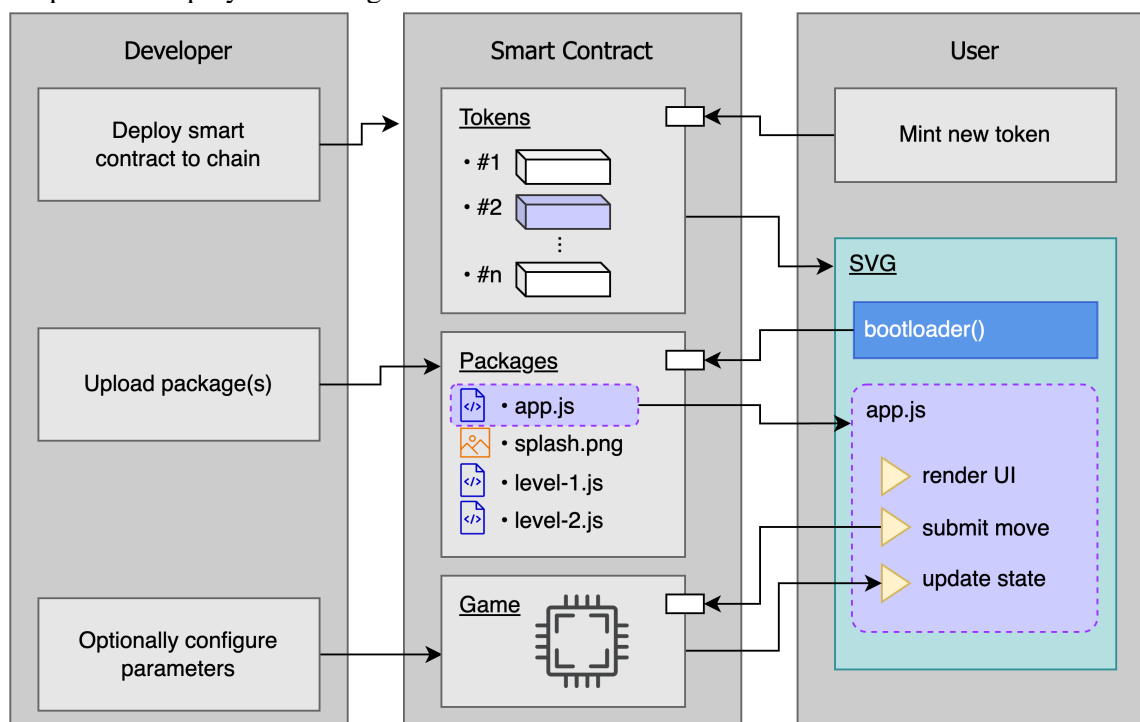 Developer
Deploy smart
contract to chain
Upload package(s)
Optionally configure
parameters
Smart Contract
Tokens
• #1
• #2
⋮
• #n
Packages
</> • app.js
• splash.png
</> • level-1.js
</> • level-2.js
Game
User
Mint new token
SVG
bootloader()
app.js
render UI
submit move
update state